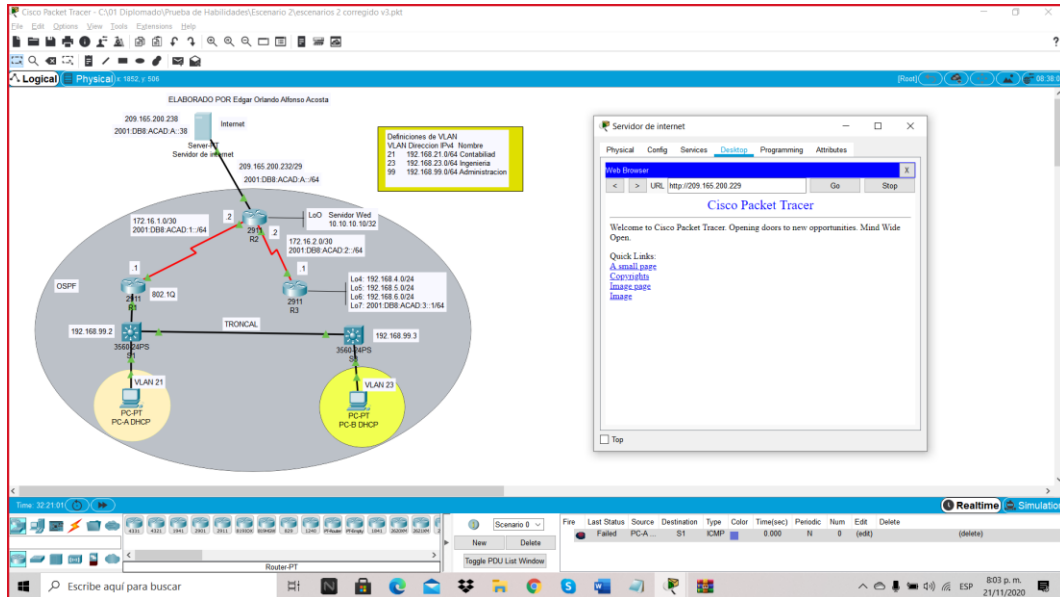 Cisco Packet Tracer - C:\01 Diplomado\Prueba de Habilidades\Escenario 2\escenarios 2 corregido v3.pkt
File Edit Options View Tools Extensions Help
Logical Physical x: 1852, y: 506 [Root]
ELABORADO POR Edgar Orlando Alfonso Acosta
209.165.200.238
2001:DB8:ACAD:A::38
Internet
Server-PT
Servidor de internet
Definiciones de VLAN
VLAN Direccion IPv4 Nombre
21 192.168.21.0/64 Contabiliad
23 192.168.23.0/64 Ingenieria
99 192.168.99.0/64 Administracion
209.165.200.232/29
2001:DB8:ACAD:A::/64
172.16.1.0/30
2001:DB8:ACAD:1::/64
.2
2911
R2
LoO Senidor Wed
10.10.10.10/32
.2
172.16.2.0/30
2001:DB8:ACAD:2::/64
.1
.1
OSPF
2911
R1
802.1Q
2911
R3
Lo4: 192.168.4.0/24
Lo5: 192.168.5.0/24
Lo6: 192.168.6.0/24
Lo7: 2001:DB8:ACAD:3::1/64
TRONCAL
192.168.99.2
3560-24PS
S1
192.168.99.3
3560-24PS
VLAN 21
PC-PT
PC-A DHCP
VLAN 23
PC-PT
PC-B DHCP
Servidor de internet
Physical Config Services Desktop Programming Attributes
Web Browser X
< > URL http://209.165.200.229 Go Stop
Cisco Packet Tracer
Welcome to Cisco Packet Tracer. Opening doors to new opportunities. Mind Wide
Open.
Quick Links:
A small page
Copyrights
Image page
Image
Top
Time: 32:21:01
Realtime Simulation
Scenario 0
New Delete
Toggle PDU List Window
Fire Last Status Source Destination Type Color Time(sec) Periodic Num Edit Delete
Failed PC-A ... S1 ICMP 0.000 N 0 (edit) (delete)
Router-PT
Escribe aquí para buscar
ESP
8:03 p. m.
21/11/2020